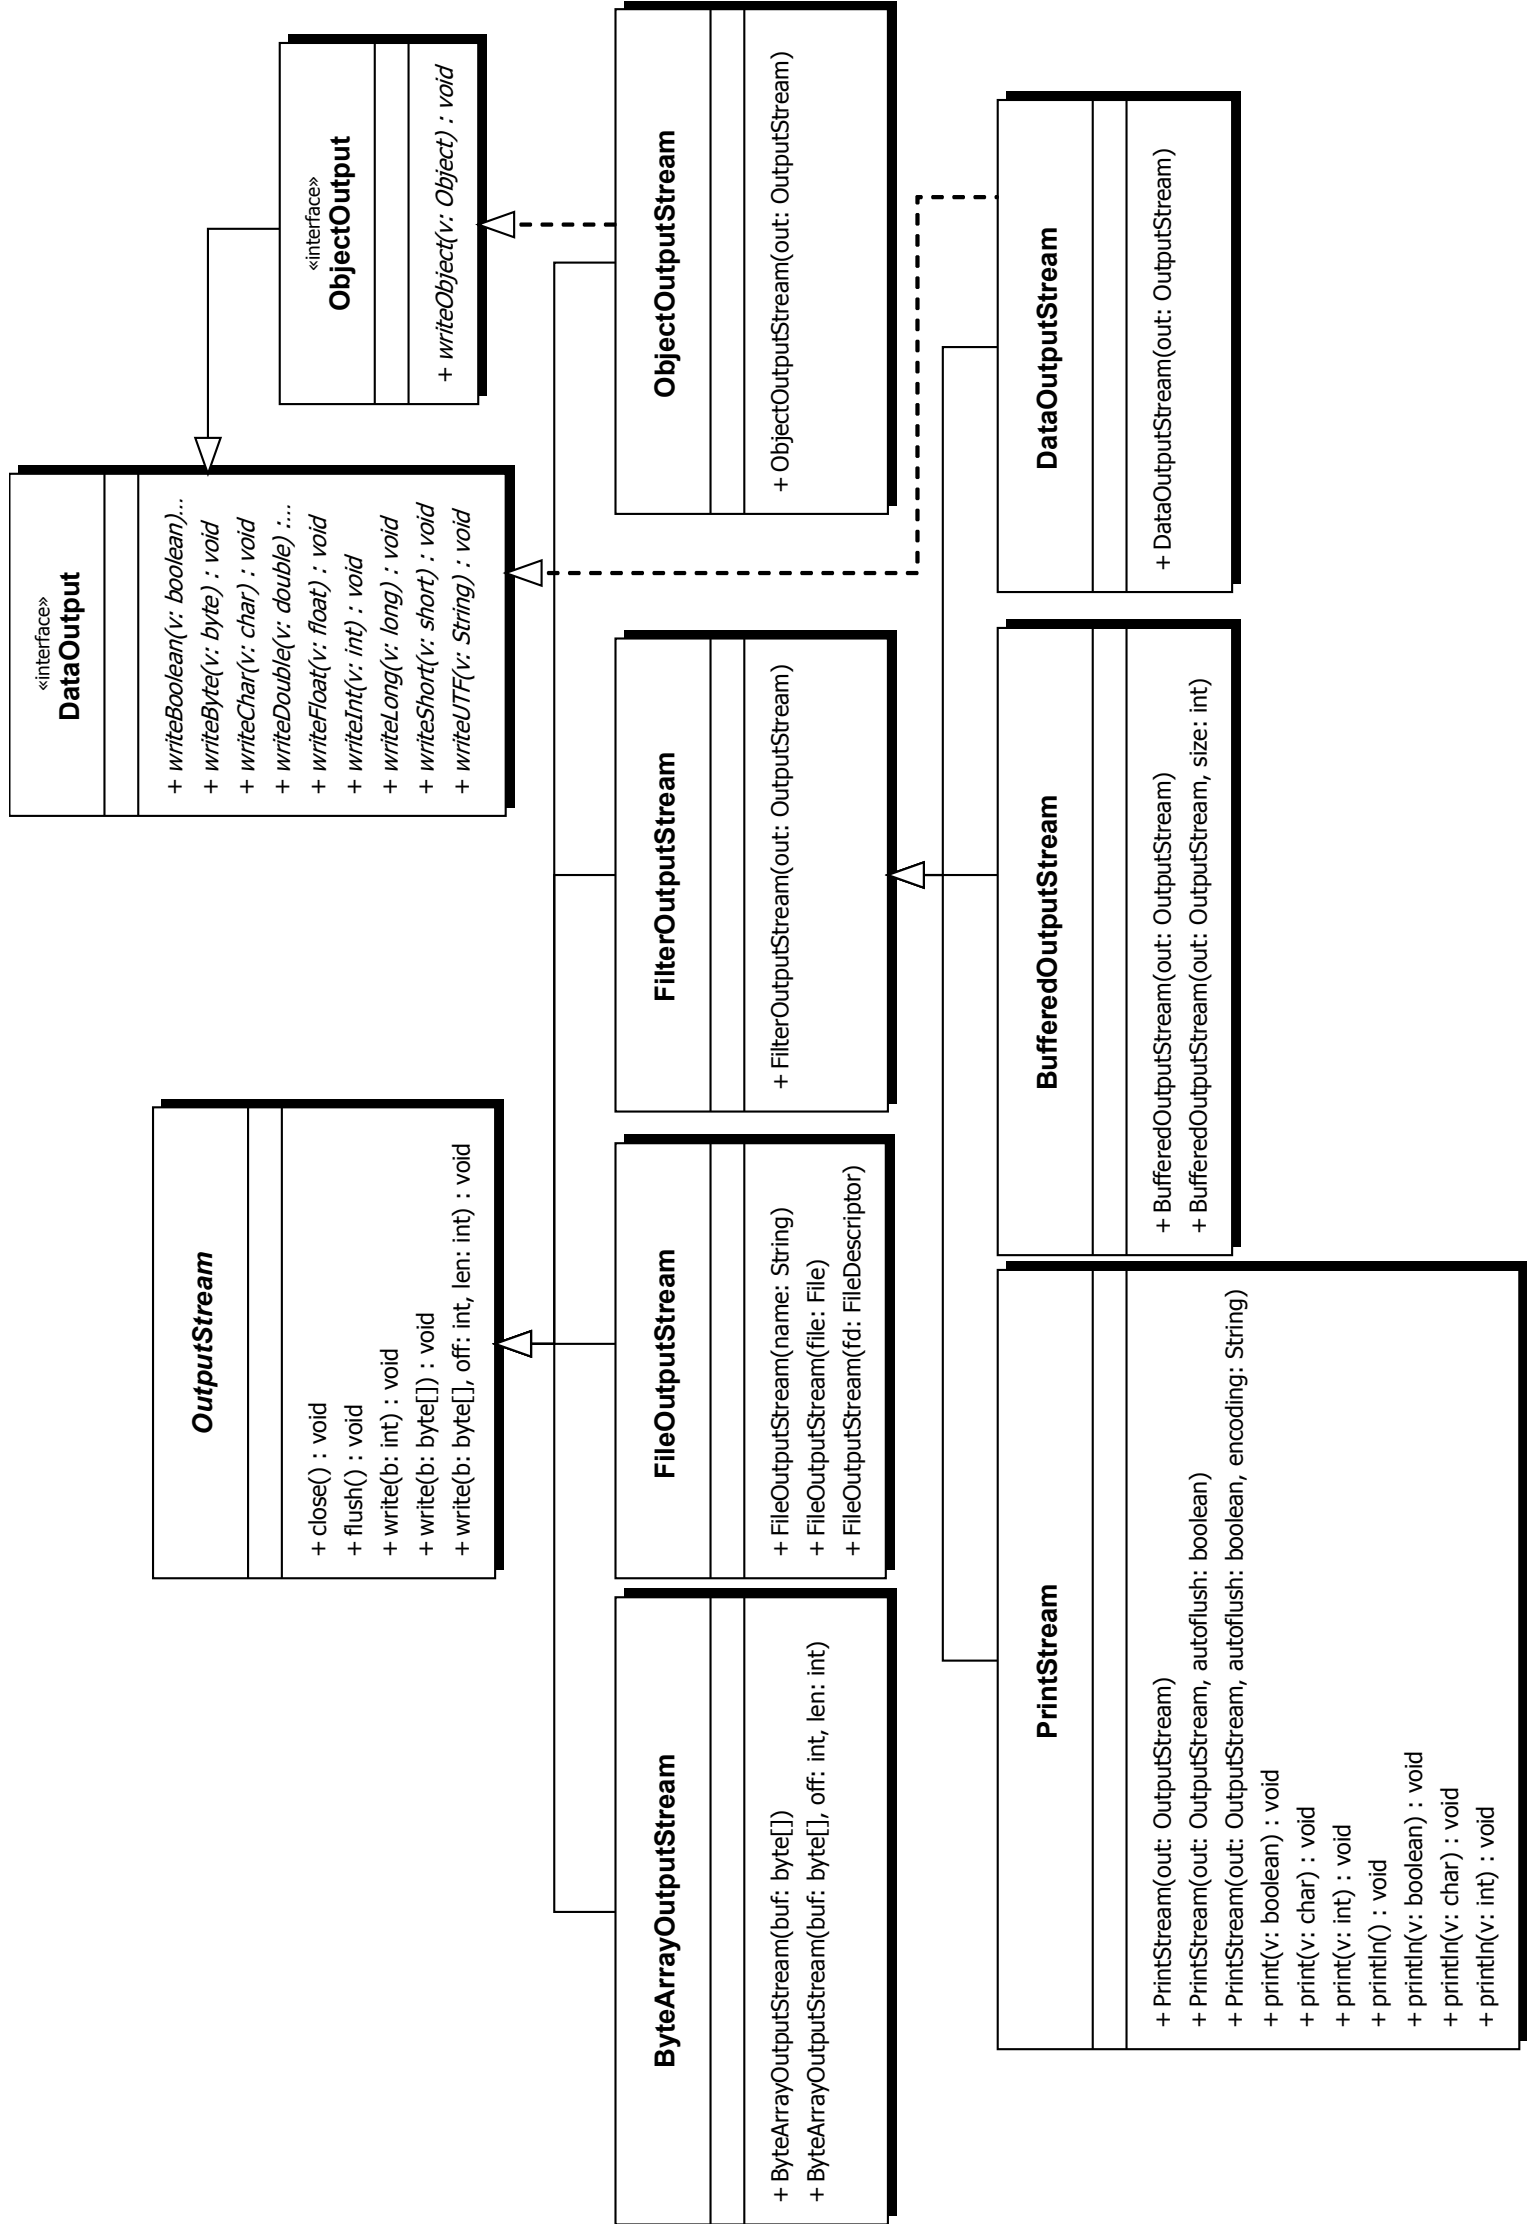 «interface»
DataOutput
+ writeBoolean(v: boolean)...
+ writeByte(v: byte) : void
+ writeChar(v: char) : void
+ writeDouble(v: double) :...
+ writeFloat(v: float) : void
+ writeInt(v: int) : void
+ writeLong(v: long) : void
+ writeShort(v: short) : void
+ writeUTF(v: String) : void
«interface»
ObjectOutput
+ writeObject(v: Object) : void
OutputStream
+ close() : void
+ flush() : void
+ write(b: int) : void
+ write(b: byte[]) : void
+ write(b: byte[], off: int, len: int) : void
ByteArrayOutputStream
+ ByteArrayOutputStream(buf: byte[])
+ ByteArrayOutputStream(buf: byte[], off: int, len: int)
FileOutputStream
+ FileOutputStream(name: String)
+ FileOutputStream(file: File)
+ FileOutputStream(fd: FileDescriptor)
FilterOutputStream
+ FilterOutputStream(out: OutputStream)
ObjectOutputStream
+ ObjectOutputStream(out: OutputStream)
PrintStream
+ PrintStream(out: OutputStream)
+ PrintStream(out: OutputStream, autoflush: boolean)
+ PrintStream(out: OutputStream, autoflush: boolean, encoding: String)
+ print(v: boolean) : void
+ print(v: char) : void
+ print(v: int) : void
+ println() : void
+ println(v: boolean) : void
+ println(v: char) : void
+ println(v: int) : void
BufferedOutputStream
+ BufferedOutputStream(out: OutputStream)
+ BufferedOutputStream(out: OutputStream, size: int)
DataOutputStream
+ DataOutputStream(out: OutputStream)